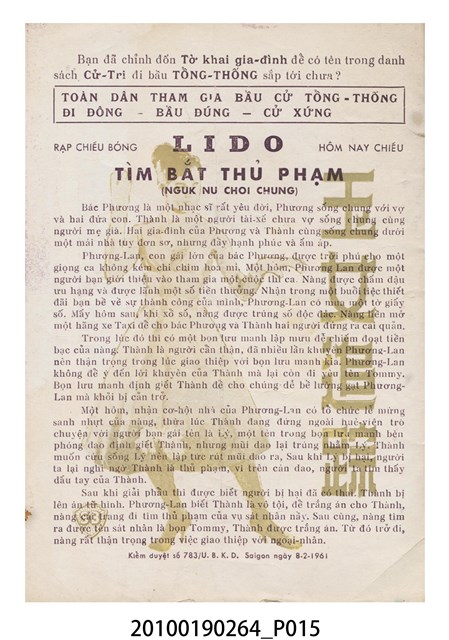 Bạn đã chỉnh đốn Tờ khai gia-đình để có tên trong danh
sách Cử-Tri đi bầu TỔNG-THỐNG sắp tới chưa?
TOÀN DÂN THAM GIA BẦU CỬ TỔNG-THỐNG
ĐI ĐÔNG - BẦU ĐÚNG - CỬ XỨNG
RẠP CHIẾU BÓNG LIDO HÔM NAY CHIẾU
TÌM BẮT THỦ PHẠM
(NGUK NU CHOI CHUNG)
Bác Phương là một nhạc sĩ rất yêu đời, Phương sống chung với vợ
và hai đứa con. Thành là một người tài-xế chưa vợ sống chung cùng
người mẹ già. Hai gia-đình của Phương và Thành cùng sống chung dưới
một mái nhà tuy đơn sơ, nhưng đầy hạnh phúc và ấm áp.
Phương-Lan, con gái lớn của bác Phương, được trời phú cho một
giọng ca không kém chi chim họa mi. Một hôm, Phương-Lan được một
người bạn giới thiệu vào tham gia một cuộc thi ca. Nàng được chấm đậu
ưu hạng và được lãnh một số tiền thưởng. Nhận trong một buổi tiệc thiết
đãi bạn bè về sự thành công của mình, Phương-Lan có mua một tờ giấy
số. Mấy hôm sau khi xổ số, nàng được trúng số độc đắc. Nàng liền mở
một hãng xe Taxi để cho bác Phương và Thành hai người đứng ra cai quản.
Trong lúc đó thì có một bọn lưu manh lập mưu để chiếm đoạt tiền
bạc của nàng. Thành là người cẩn thận, đã nhiều lần khuyên Phương-Lan
nên thận trọng trong lúc giao thiệp với bọn lưu manh kia. Phương-Lan
không để ý đến lời khuyên của Thành mà lại còn đi yêu tên Tommy.
Bọn lưu manh định giết Thành để cho chúng dễ bề lường gạt Phương-
Lan mà khỏi bị cản trở.
Một hôm, nhận cơ-hội nhà của Phương-Lan có tổ chức lễ mừng
sanh nhựt của nàng, thừa lúc Thành đang đứng ngoài bao-lơn trò
chuyện với người bạn gái tên là Lý, một tên trong bọn lưu manh bèn
phóng dao định giết Thành, nhưng mũi dao lại trúng nhằm Lý. Thành
muốn cứu sống Lý nên lập tức rút mũi dao ra, Sau khi Lý bị hại, người
ta lại nghi ngờ Thành là thủ phạm, vì trên cán dao, người ta tìm thấy
dấu tay của Thành.
Sau khi giải phẫu thì được biết người bị hại đã có thai. Thành bị
lên án tử hình. Phương-Lan biết Thành là vô tội, để trắng án cho Thành,
nàng cải trang đi tìm thủ phạm của vụ sát nhân nầy. Sau cùng, nàng tìm
ra được tên sát nhân là bọn Tommy, Thành được trắng án. Từ đó trở đi,
nàng rất thận trọng trong việc giao thiệp với ngoại-nhân.
Kiểm duyệt số 783/U.B.K.D. Saigon ngày 8-2-1961
20100190264_P015